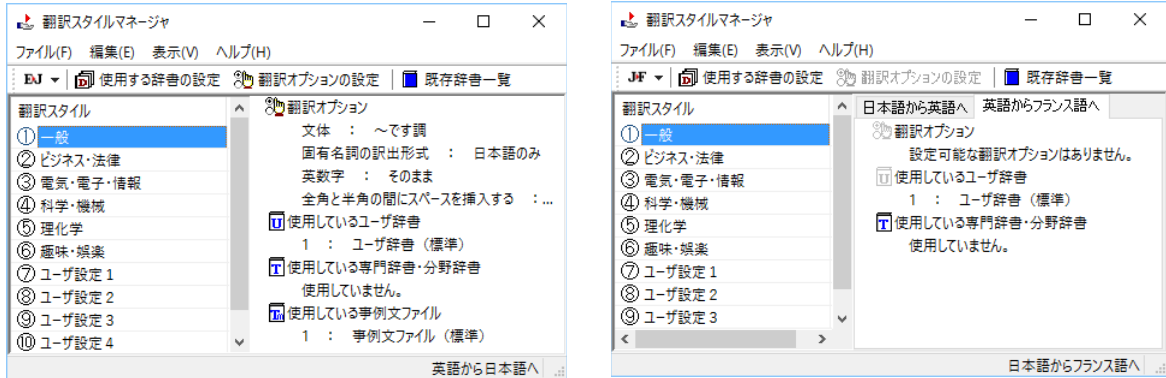 翻訳スタイルマネージャ
ファイル(F) 編集(E) 表示(V) ヘルプ(H)
EJ 使用する辞書の設定 翻訳オプションの設定 既存辞書一覧
翻訳スタイル
① 一般
② ビジネス・法律
③ 電気・電子・情報
④ 科学・機械
⑤ 理化学
⑥ 趣味・娯楽
⑦ ユーザ設定 1
⑧ ユーザ設定 2
⑨ ユーザ設定 3
⑩ ユーザ設定 4
翻訳オプション
文体 : ～です調
固有名詞の訳出形式 : 日本語のみ
英数字 : そのまま
全角と半角の間にスペースを挿入する :...
U 使用しているユーザ辞書
1 : ユーザ辞書（標準）
T 使用している専門辞書・分野辞書
使用していません。
Tm 使用している事例文ファイル
1 : 事例文ファイル（標準）
英語から日本語へ
翻訳スタイルマネージャ
ファイル(F) 編集(E) 表示(V) ヘルプ(H)
JF 使用する辞書の設定 翻訳オプションの設定 既存辞書一覧
翻訳スタイル
① 一般
② ビジネス・法律
③ 電気・電子・情報
④ 科学・機械
⑤ 理化学
⑥ 趣味・娯楽
⑦ ユーザ設定 1
⑧ ユーザ設定 2
⑨ ユーザ設定 3
日本語から英語へ 英語からフランス語へ
翻訳オプション
設定可能な翻訳オプションはありません。
U 使用しているユーザ辞書
1 : ユーザ辞書（標準）
T 使用している専門辞書・分野辞書
使用していません。
日本語からフランス語へ